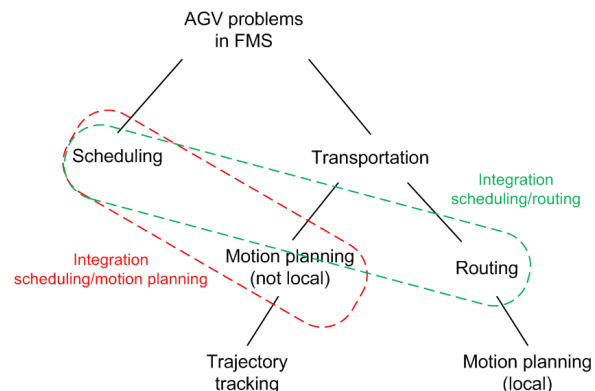 AGV problems
in FMS
Scheduling
Transportation
Integration
scheduling/routing
Integration
scheduling/motion planning
Motion planning
(not local)
Routing
Trajectory
tracking
Motion planning
(local)